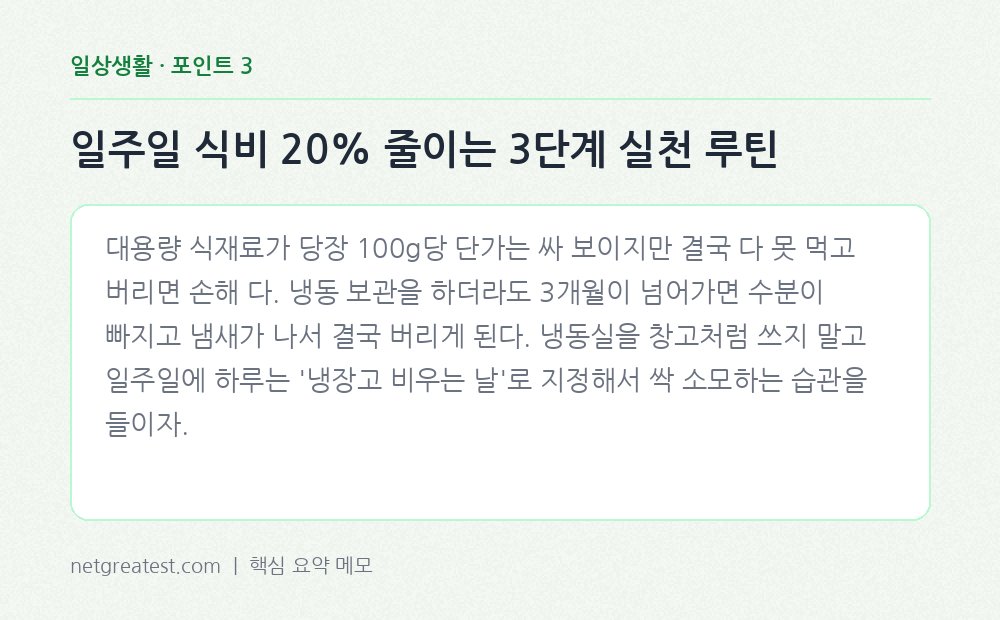 일상생활 · 포인트 3
일주일 식비 20% 줄이는 3단계 실천 루틴
대용량 식재료가 당장 100g당 단가는 싸 보이지만 결국 다 못 먹고
버리면 손해 다. 냉동 보관을 하더라도 3개월이 넘어가면 수분이
빠지고 냄새가 나서 결국 버리게 된다. 냉동실을 창고처럼 쓰지 말고
일주일에 하루는 '냉장고 비우는 날'로 지정해서 싹 소모하는 습관을
들이자.
netgreatest.com | 핵심 요약 메모